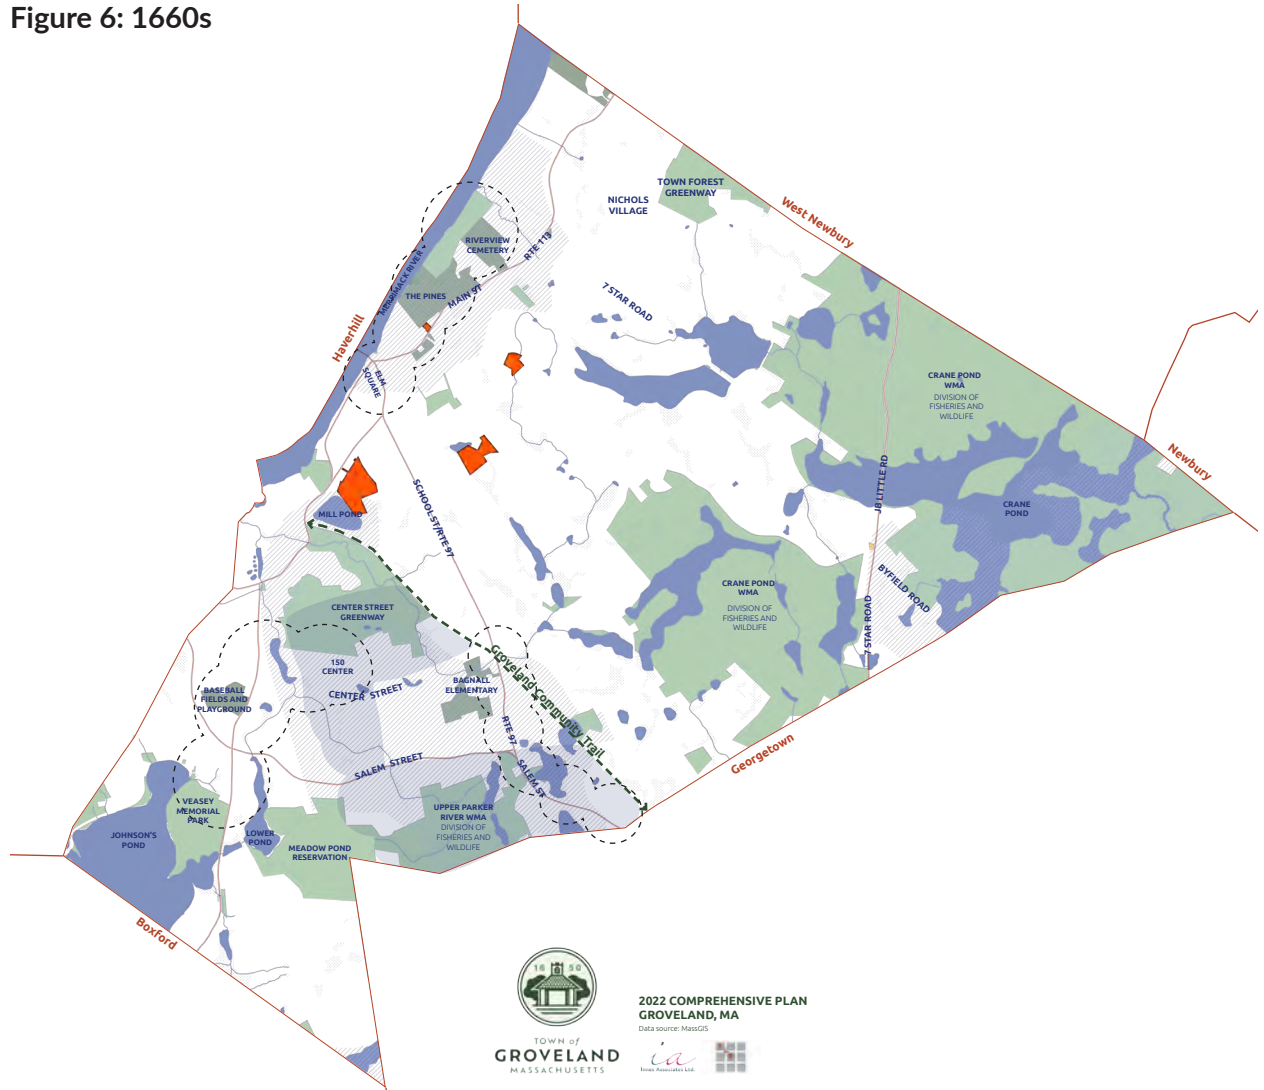 Figure 6: 1660s
West Newbury
TOWN FOREST
GREENWAY
NICHOLS
VILLAGE
RIVERVIEW
CEMETERY
RTE 113
MERRIMACK RIVER
THE PINES
MAIN ST
7 STAR ROAD
Haverhill
ELM
SQUARE
CRANE POND
WMA
DIVISION OF
FISHERIES AND
WILDLIFE
Newbury
JB LITTLE RD
CRANE
POND
SCHOOL ST/RTE 97
MILL POND
BYFIELD ROAD
CRANE POND
WMA
DIVISION OF
FISHERIES AND
WILDLIFE
7 STAR ROAD
CENTER STREET
GREENWAY
150
CENTER
CENTER STREET
BAGNALL
ELEMENTARY
Groveland Community Trail
BASEBALL
FIELDS AND
PLAYGROUND
RTE 97
SALEM STREET
SALEM ST
Georgetown
VEASEY
MEMORIAL
PARK
UPPER PARKER
RIVER WMA
DIVISION OF
FISHERIES AND
WILDLIFE
JOHNSON'S
POND
LOWER
POND
MEADOW POND
RESERVATION
Boxford
16 50
TOWN of
GROVELAND
MASSACHUSETTS
2022 COMPREHENSIVE PLAN
GROVELAND, MA
Data source: MassGIS
ia
Innes Associates Ltd.